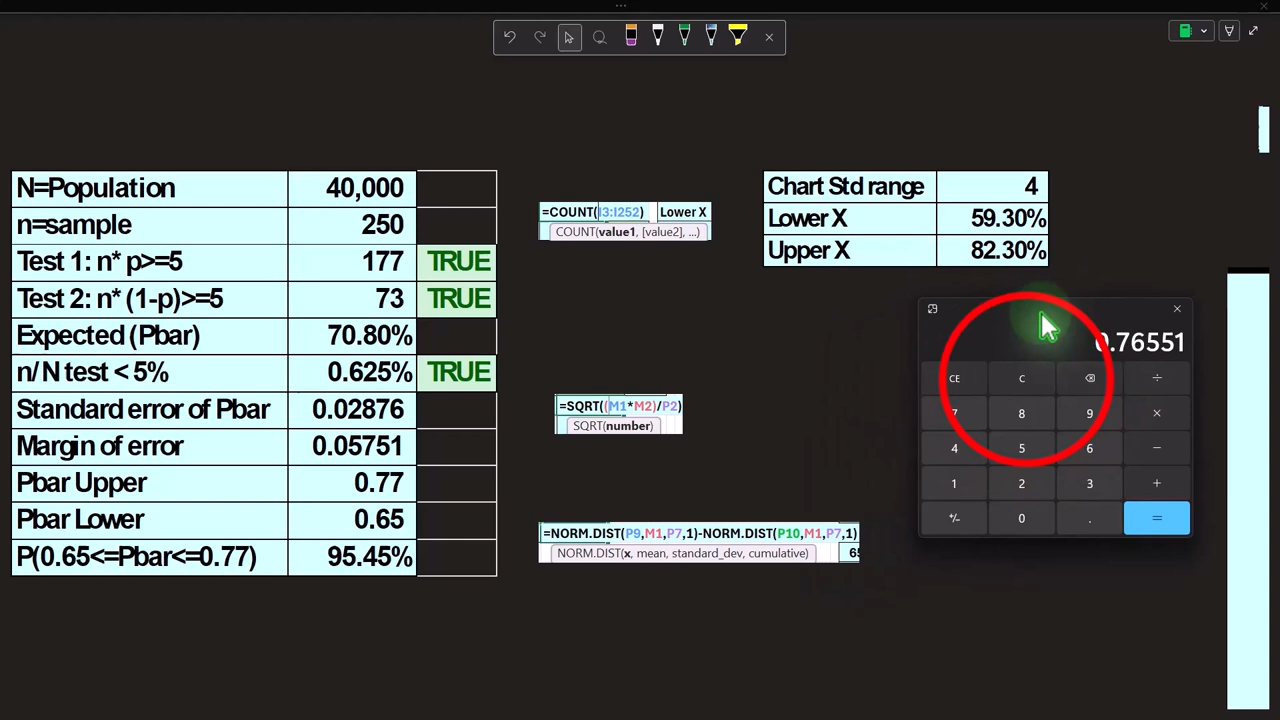 N=Population 40,000
n=sample 250
Test 1: n* p>=5 177 TRUE
Test 2: n* (1-p)>=5 73 TRUE
Expected (Pbar) 70.80%
n/N test < 5% 0.625% TRUE
Standard error of Pbar 0.02876
Margin of error 0.05751
Pbar Upper 0.77
Pbar Lower 0.65
P(0.65<=Pbar<=0.77) 95.45%
=COUNT(I3:I252) Lower X
COUNT(value1, [value2], ...)
=SQRT((M1*M2)/P2)
SQRT(number)
=NORM.DIST(P9,M1,P7,1)-NORM.DIST(P10,M1,P7,1)
NORM.DIST(x, mean, standard_dev, cumulative) 65
Chart Std range 4
Lower X 59.30%
Upper X 82.30%
0.76551
CE C ÷
7 8 9 ×
4 5 6 −
1 2 3 +
+/- 0 . =